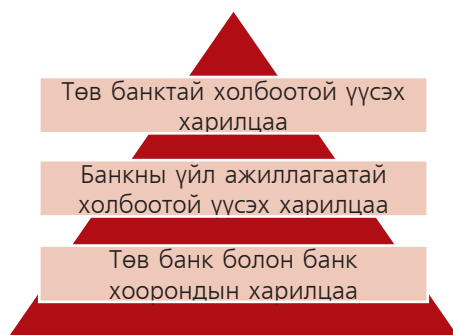 Төв банктай холбоотой үүсэх
харилцаа
Банкны үйл ажиллагаатай
холбоотой үүсэх харилцаа
Төв банк болон банк
хоорондын харилцаа